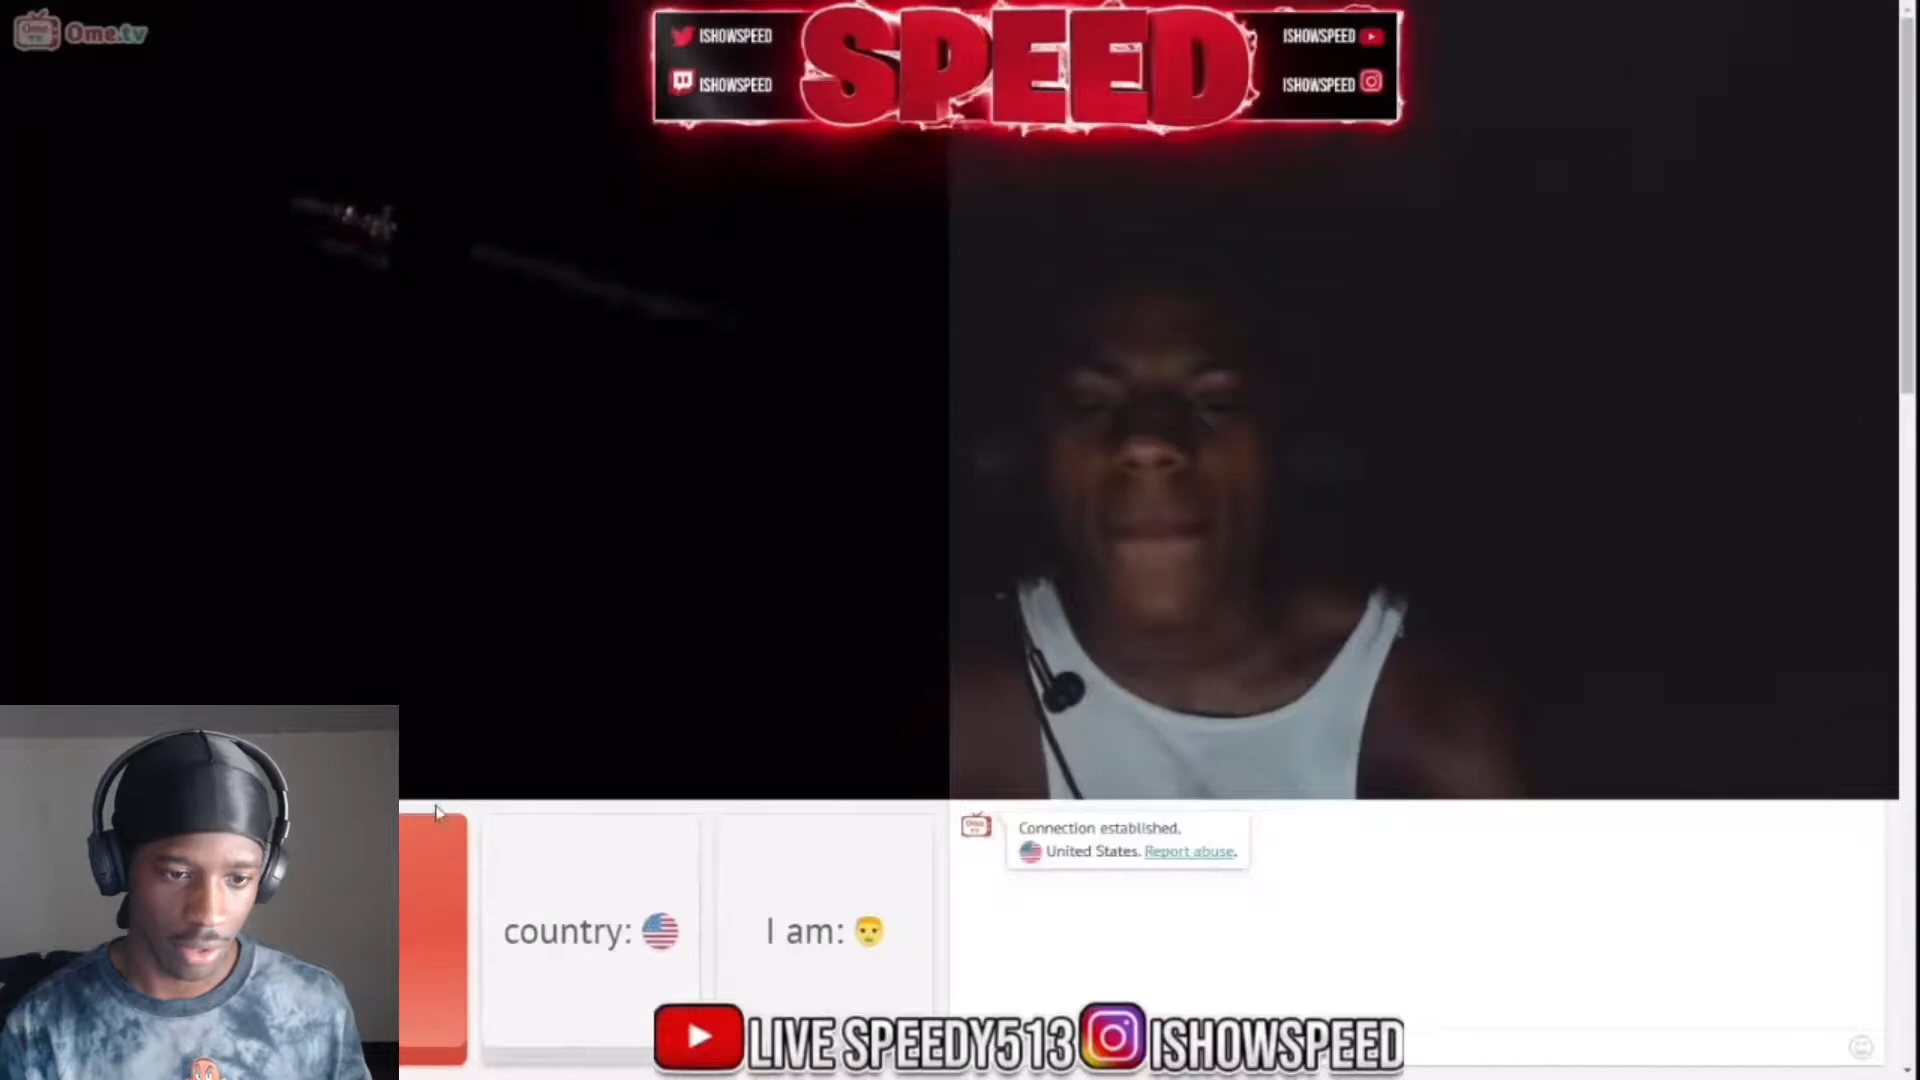 Ome.tv
ISHOWSPEED
ISHOWSPEED
SPEED
ISHOWSPEED
ISHOWSPEED
Connection established.
United States. Report abuse.
country:
I am:
LIVE SPEEDY513 ISHOWSPEED